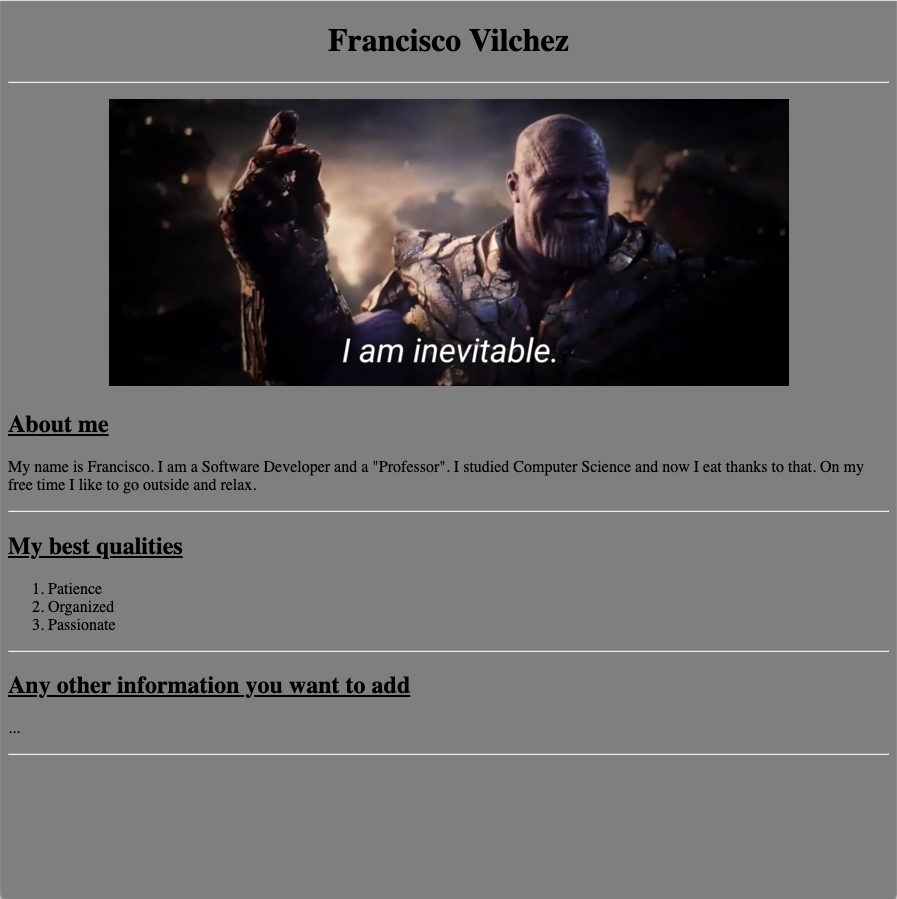 Francisco Vilchez
I am inevitable.
About me
My name is Francisco. I am a Software Developer and a "Professor". I studied Computer Science and now I eat thanks to that. On my
free time I like to go outside and relax.
My best qualities
1. Patience
2. Organized
3. Passionate
Any other information you want to add
...